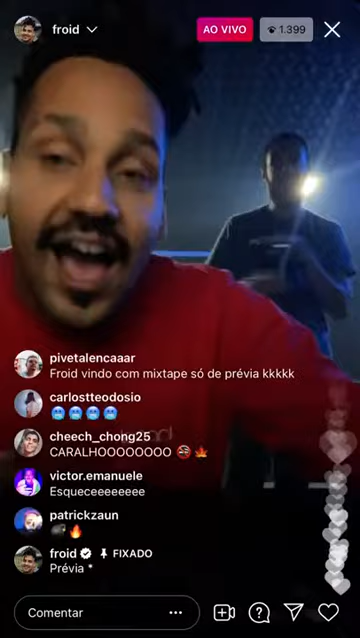 froid
AO VIVO
1.399
pivetalencaaar
Froid vindo com mixtape só de prévia kkkkk
carlostteodosio
🥶🥶🥶🥶
cheech_chong25
CARALHOOOOOOOO 🚭🍁
victor.emanuele
Esqueceeeeeeee
patrickzaun
froid FIXADO
Prévia *
Comentar